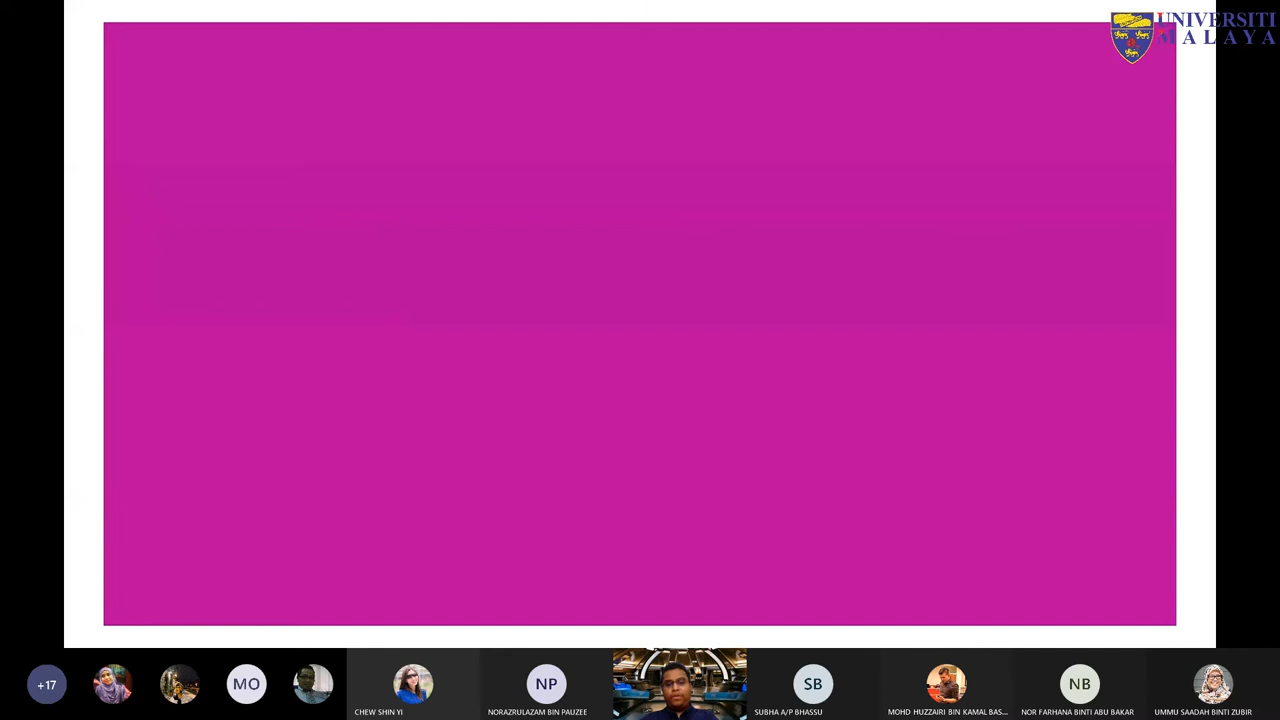 UNIVERSITI
MALAYA
+17
MO
NP
SB
NB
CHEW SHIN YI
NORAZRULAZAM BIN PAUZEE
SUBHA A/P BHASSU
MOHD HUZZAIRI BIN KAMAL BAS...
NOR FARHANA BINTI ABU BAKAR
UMMU SAADAH BINTI ZUBIR